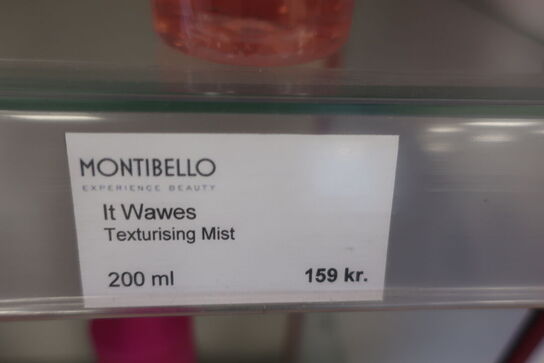 MONTIBELLO
EXPERIENCE BEAUTY
It Wawes
Texturising Mist
200 ml
159 kr.